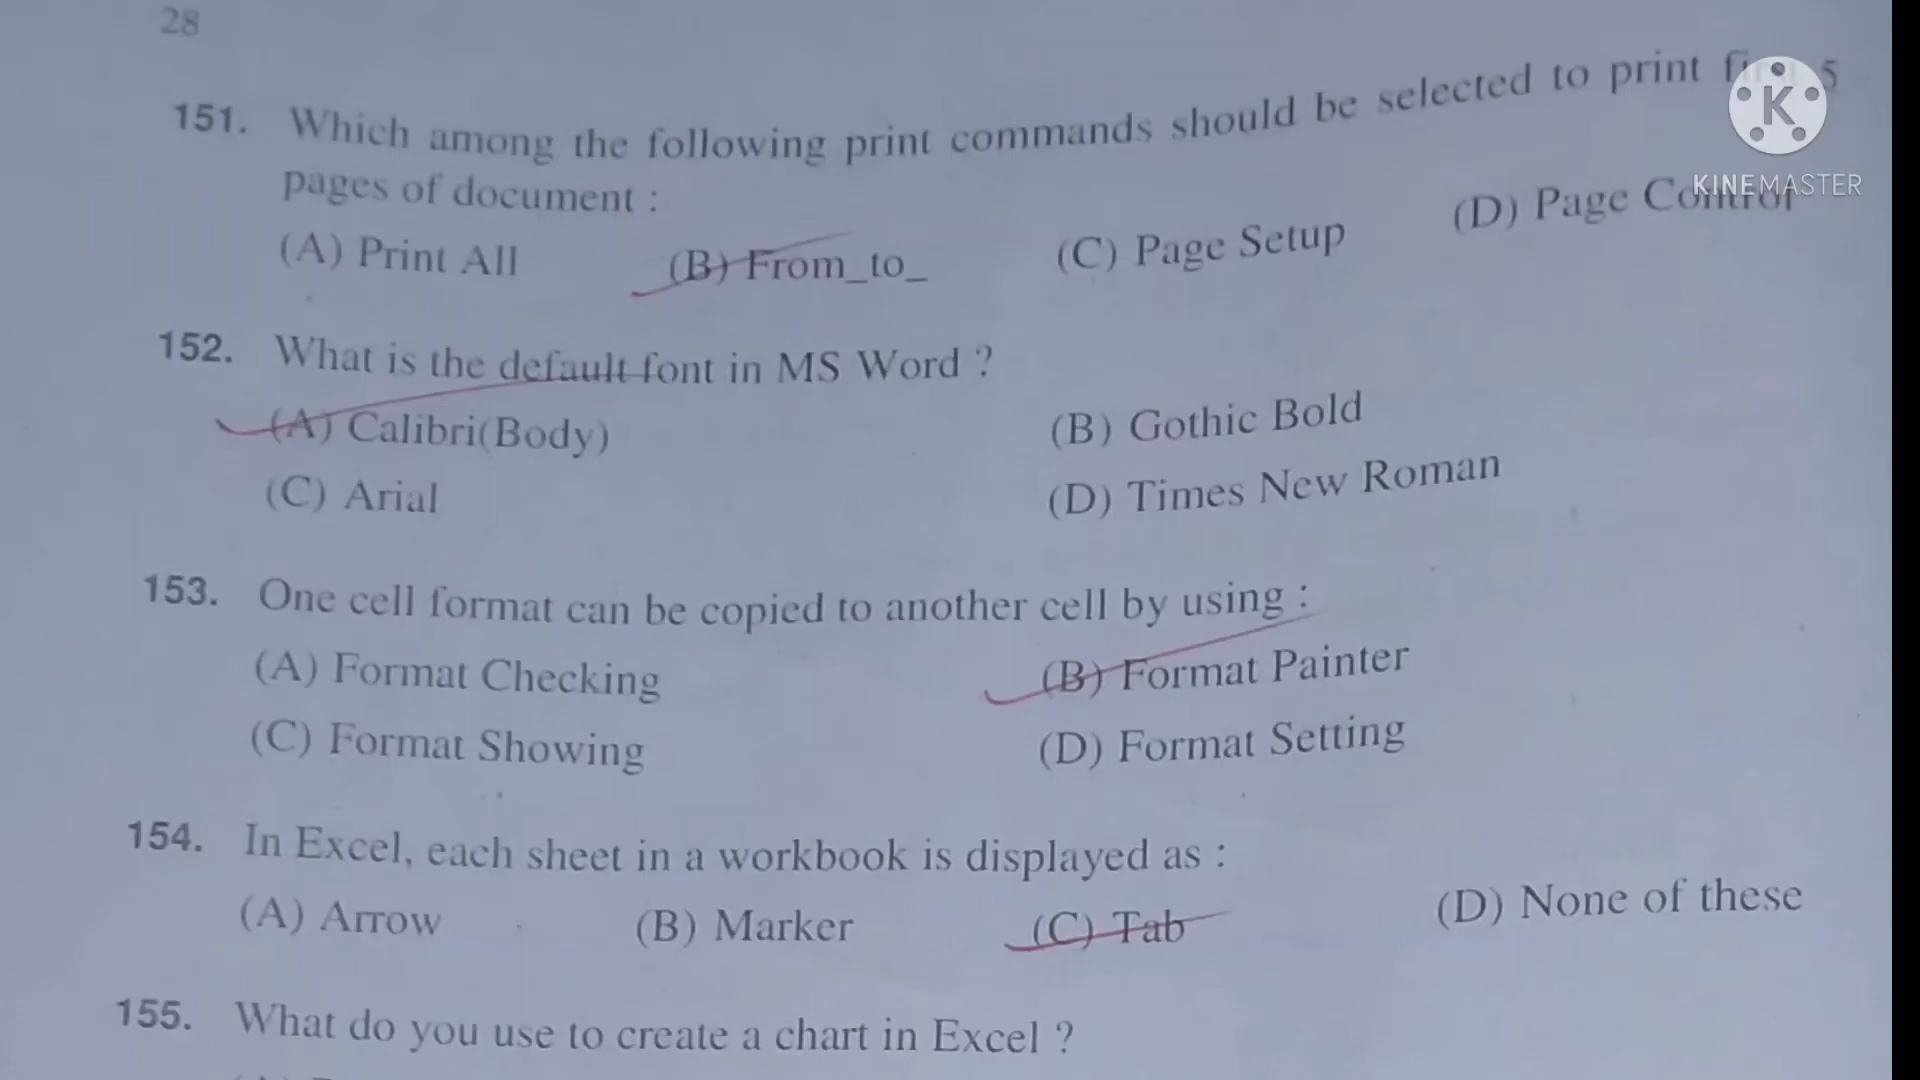 28
151. Which among the following print commands should be selected to print 5
pages of document :
(A) Print All (B) From_to_ (C) Page Setup (D) Page Control
152. What is the default font in MS Word ?
(A) Calibri(Body) (B) Gothic Bold
(C) Arial (D) Times New Roman
153. One cell format can be copied to another cell by using :
(A) Format Checking (B) Format Painter
(C) Format Showing (D) Format Setting
154. In Excel, each sheet in a workbook is displayed as :
(A) Arrow (B) Marker (C) Tab (D) None of these
155. What do you use to create a chart in Excel ?
K
KINEMASTER